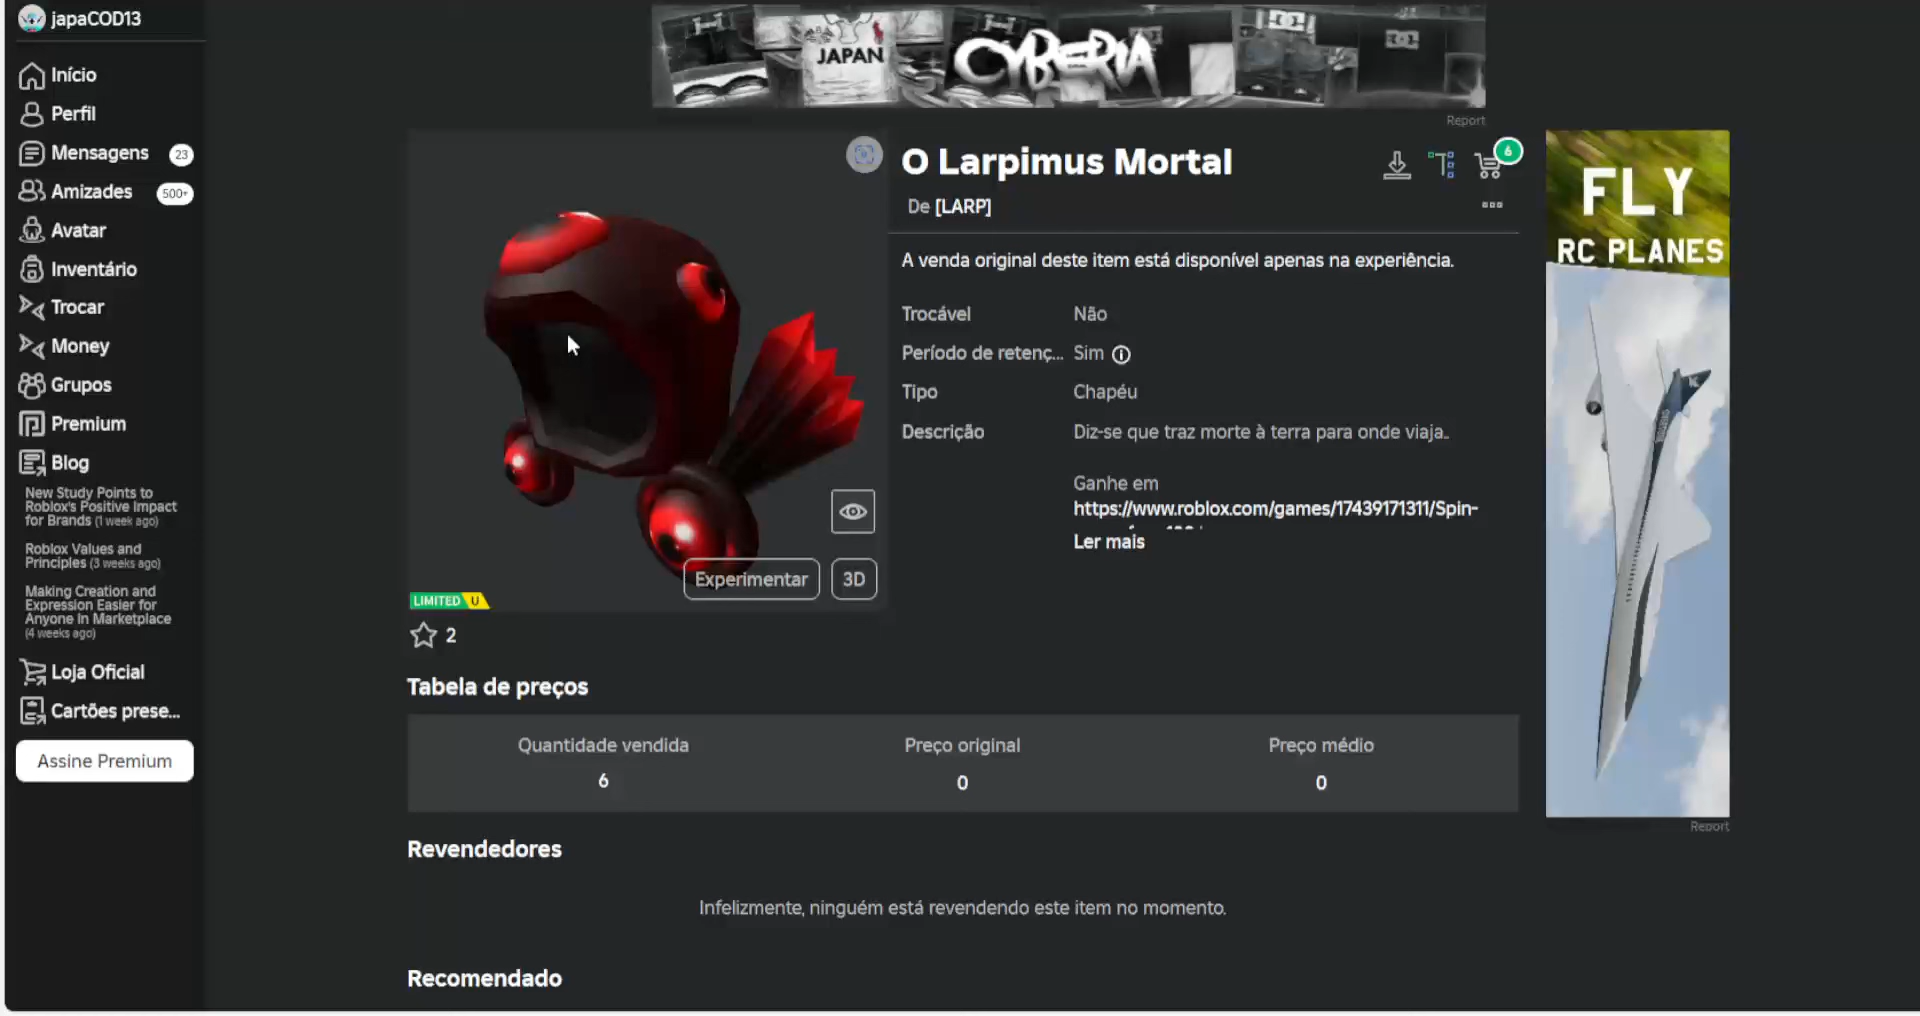 japaCOD13
Início
Perfil
Mensagens 23
Amizades 500+
Avatar
Inventário
Trocar
Money
Grupos
Premium
Blog
New Study Points to
Roblox's Positive Impact
for Brands (1 week ago)
Roblox Values and
Principles (3 weeks ago)
Making Creation and
Expression Easier for
Anyone in Marketplace
(4 weeks ago)
Loja Oficial
Cartões prese...
Assine Premium
JAPAN
CYBERIA
Report
O Larpimus Mortal
6
De [LARP]
A venda original deste item está disponível apenas na experiência.
Trocável Não
Período de retenç... Sim
Tipo Chapéu
Descrição Diz-se que traz morte à terra para onde viaja..
Ganhe em
https://www.roblox.com/games/17439171311/Spin-
Ler mais
Experimentar 3D
LIMITED U
2
Tabela de preços
Quantidade vendida Preço original Preço médio
6 0 0
Revendedores
Infelizmente, ninguém está revendendo este item no momento.
Recomendado
FLY
RC PLANES
Report